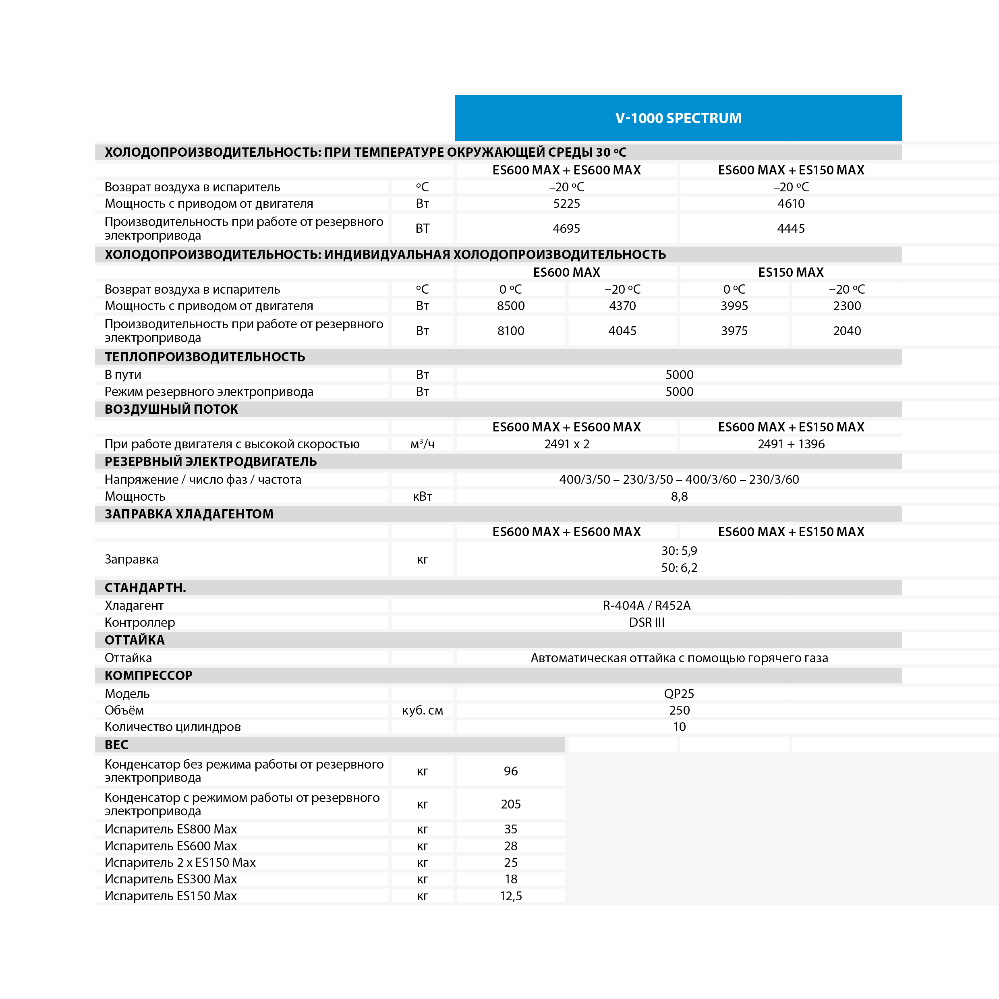 V-1000 SPECTRUM
ХОЛОДОПРОИЗВОДИТЕЛЬНОСТЬ: ПРИ ТЕМПЕРАТУРЕ ОКРУЖАЮЩЕЙ СРЕДЫ 30 ºC
ES600 MAX + ES600 MAX ES600 MAX + ES150 MAX
Возврат воздуха в испаритель ºC –20 ºC –20 ºC
Мощность с приводом от двигателя Вт 5225 4610
Производительность при работе от резервного
электропривода ВТ 4695 4445
ХОЛОДОПРОИЗВОДИТЕЛЬНОСТЬ: ИНДИВИДУАЛЬНАЯ ХОЛОДОПРОИЗВОДИТЕЛЬНОСТЬ
ES600 MAX ES150 MAX
Возврат воздуха в испаритель ºC 0 ºC −20 ºC 0 ºC −20 ºC
Мощность с приводом от двигателя Вт 8500 4370 3995 2300
Производительность при работе от резервного
электропривода Вт 8100 4045 3975 2040
ТЕПЛОПРОИЗВОДИТЕЛЬНОСТЬ
В пути Вт 5000
Режим резервного электропривода Вт 5000
ВОЗДУШНЫЙ ПОТОК
ES600 MAX + ES600 MAX ES600 MAX + ES150 MAX
При работе двигателя с высокой скоростью м³/ч 2491 x 2 2491 + 1396
РЕЗЕРВНЫЙ ЭЛЕКТРОДВИГАТЕЛЬ
Напряжение / число фаз / частота 400/3/50 – 230/3/50 – 400/3/60 – 230/3/60
Мощность кВт 8,8
ЗАПРАВКА ХЛАДАГЕНТОМ
ES600 MAX + ES600 MAX ES600 MAX + ES150 MAX
Заправка кг 30: 5,9
50: 6,2
СТАНДАРТН.
Хладагент R-404A / R452A
Контроллер DSR III
ОТТАЙКА
Оттайка Автоматическая оттайка с помощью горячего газа
КОМПРЕССОР
Модель QP25
Объём куб. см 250
Количество цилиндров 10
ВЕС
Конденсатор без режима работы от резервного
электропривода кг 96
Конденсатор с режимом работы от резервного
электропривода кг 205
Испаритель ES800 Max кг 35
Испаритель ES600 Max кг 28
Испаритель 2 x ES150 Max кг 25
Испаритель ES300 Max кг 18
Испаритель ES150 Max кг 12,5